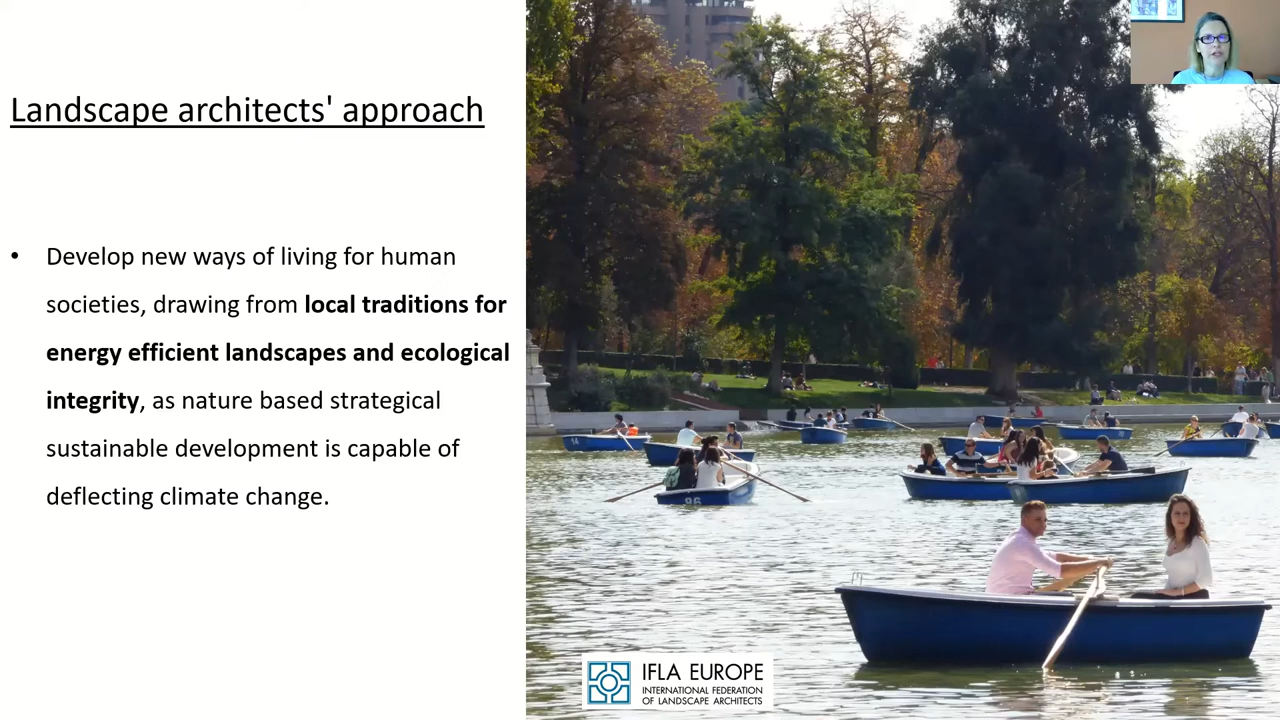 Landscape architects' approach
• Develop new ways of living for human
societies, drawing from local traditions for
energy efficient landscapes and ecological
integrity, as nature based strategical
sustainable development is capable of
deflecting climate change.
14
86
IFLA EUROPE
INTERNATIONAL FEDERATION
OF LANDSCAPE ARCHITECTS